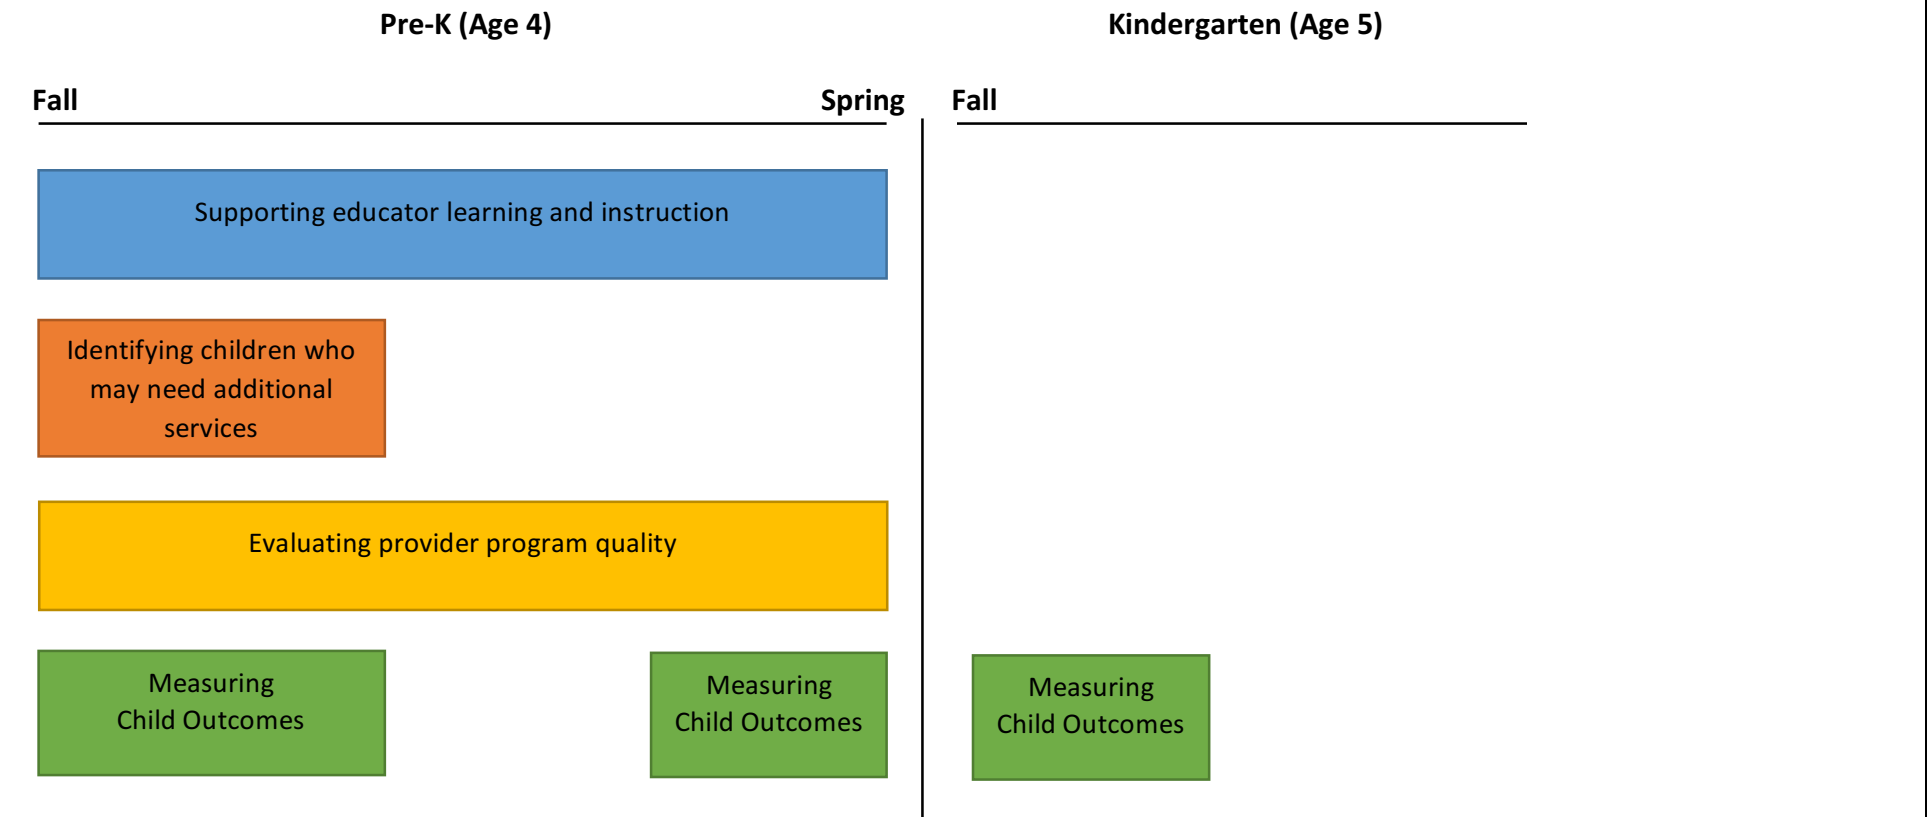 Pre-K (Age 4)
Kindergarten (Age 5)
Fall
Spring
Fall
Supporting educator learning and instruction
Identifying children who
may need additional
services
Evaluating provider program quality
Measuring
Child Outcomes
Measuring
Child Outcomes
Measuring
Child Outcomes